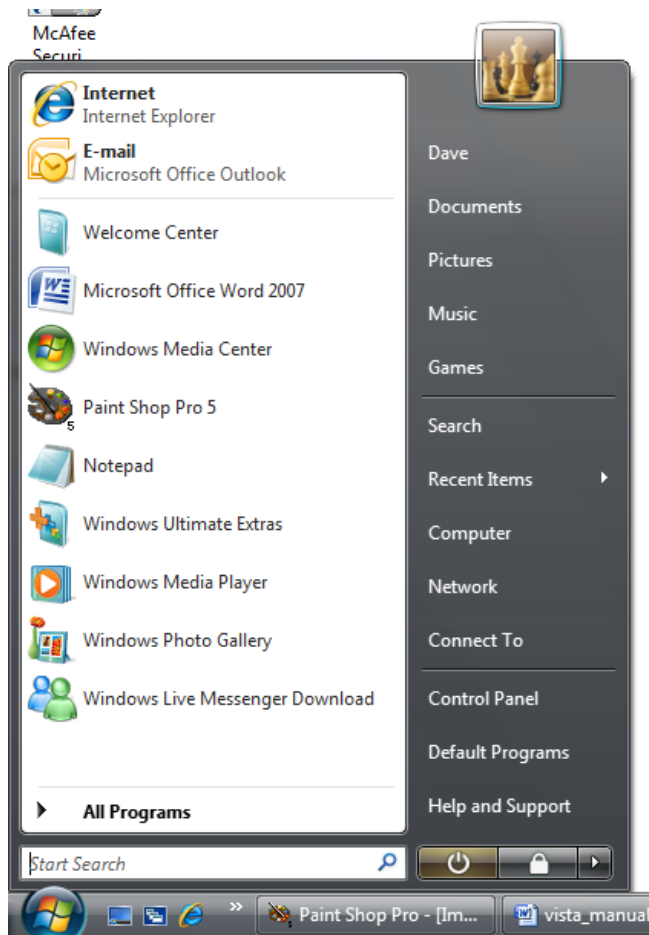 McAfee
Securi
Internet
Internet Explorer
E-mail
Microsoft Office Outlook
Welcome Center
Microsoft Office Word 2007
Windows Media Center
Paint Shop Pro 5
5
Notepad
Windows Ultimate Extras
Windows Media Player
Windows Photo Gallery
Windows Live Messenger Download
All Programs
Start Search
Dave
Documents
Pictures
Music
Games
Search
Recent Items
Computer
Network
Connect To
Control Panel
Default Programs
Help and Support
» Paint Shop Pro - [Im... vista_manual